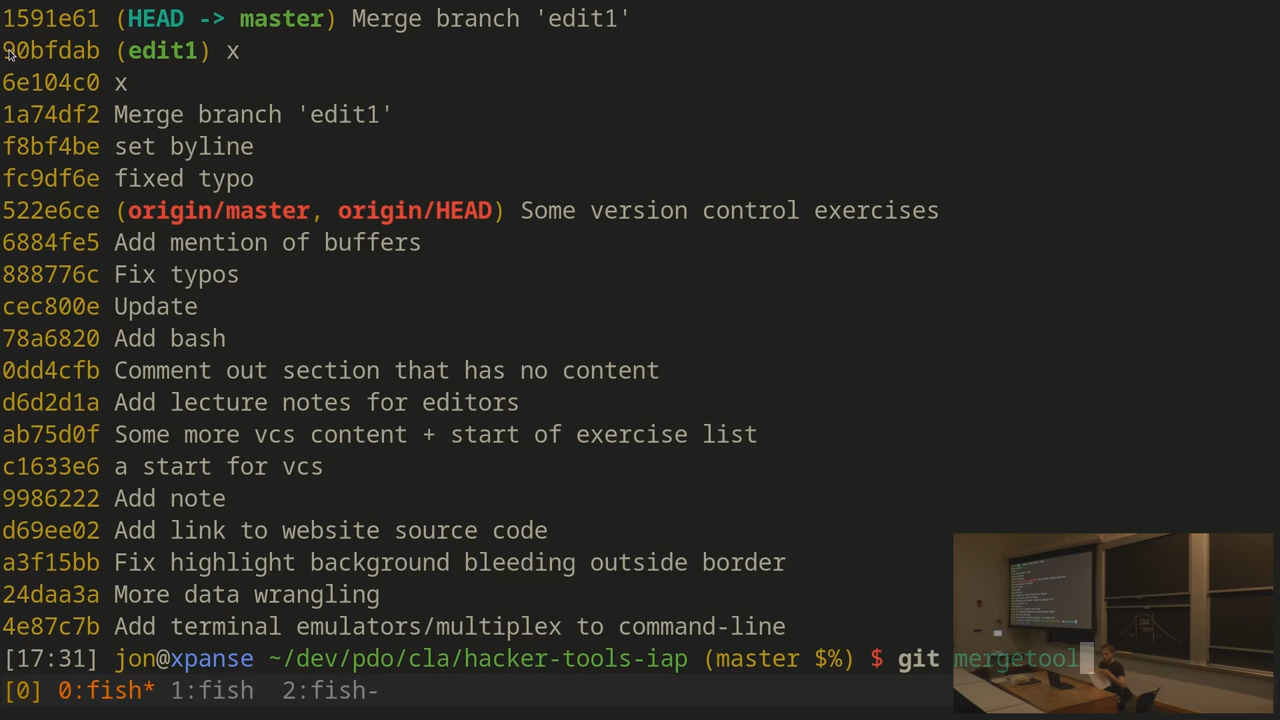 1591e61 (HEAD -> master) Merge branch 'edit1'
90bfdab (edit1) x
6e104c0 x
1a74df2 Merge branch 'edit1'
f8bf4be set byline
fc9df6e fixed typo
522e6ce (origin/master, origin/HEAD) Some version control exercises
6884fe5 Add mention of buffers
888776c Fix typos
cec800e Update
78a6820 Add bash
0dd4cfb Comment out section that has no content
d6d2d1a Add lecture notes for editors
ab75d0f Some more vcs content + start of exercise list
c1633e6 a start for vcs
9986222 Add note
d69ee02 Add link to website source code
a3f15bb Fix highlight background bleeding outside border
24daa3a More data wrangling
4e87c7b Add terminal emulators/multiplex to command-line
[17:31] jon@xpanse ~/dev/pdo/cla/hacker-tools-iap (master $%) $ git mergetool
[0] 0:fish* 1:fish 2:fish-